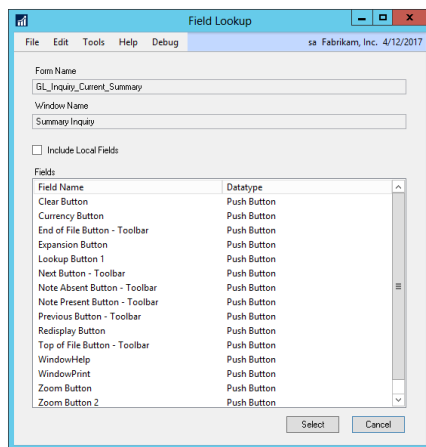 Field Lookup
File Edit Tools Help Debug sa Fabrikam, Inc. 4/12/2017
Form Name
GL_Inquiry_Current_Summary
Window Name
Summary Inquiry
Include Local Fields
Fields
Field Name Datatype
Clear Button Push Button
Currency Button Push Button
End of File Button - Toolbar Push Button
Expansion Button Push Button
Lookup Button 1 Push Button
Next Button - Toolbar Push Button
Note Absent Button - Toolbar Push Button
Note Present Button - Toolbar Push Button
Previous Button - Toolbar Push Button
Redisplay Button Push Button
Top of File Button - Toolbar Push Button
WindowHelp Push Button
WindowPrint Push Button
Zoom Button Push Button
Zoom Button 2 Push Button
Select Cancel